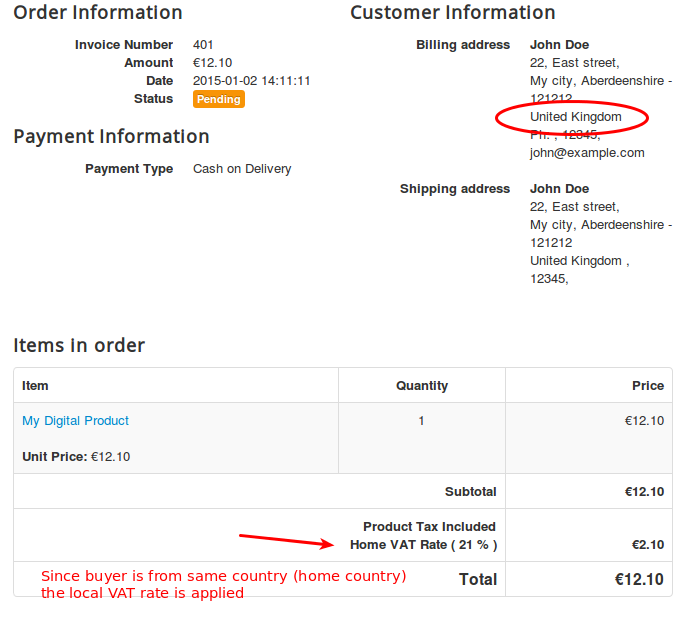 Order Information
Invoice Number 401
Amount €12.10
Date 2015-01-02 14:11:11
Status Pending
Payment Information
Payment Type Cash on Delivery
Customer Information
Billing address John Doe
22, East street,
My city, Aberdeenshire -
121212
United Kingdom
Ph. , 12345,
john@example.com
Shipping address John Doe
22, East street,
My city, Aberdeenshire -
121212
United Kingdom ,
12345,
Items in order
Item Quantity Price
My Digital Product 1 €12.10
Unit Price: €12.10
Subtotal €12.10
Product Tax Included
Home VAT Rate ( 21 % ) €2.10
Total €12.10
Since buyer is from same country (home country)
the local VAT rate is applied